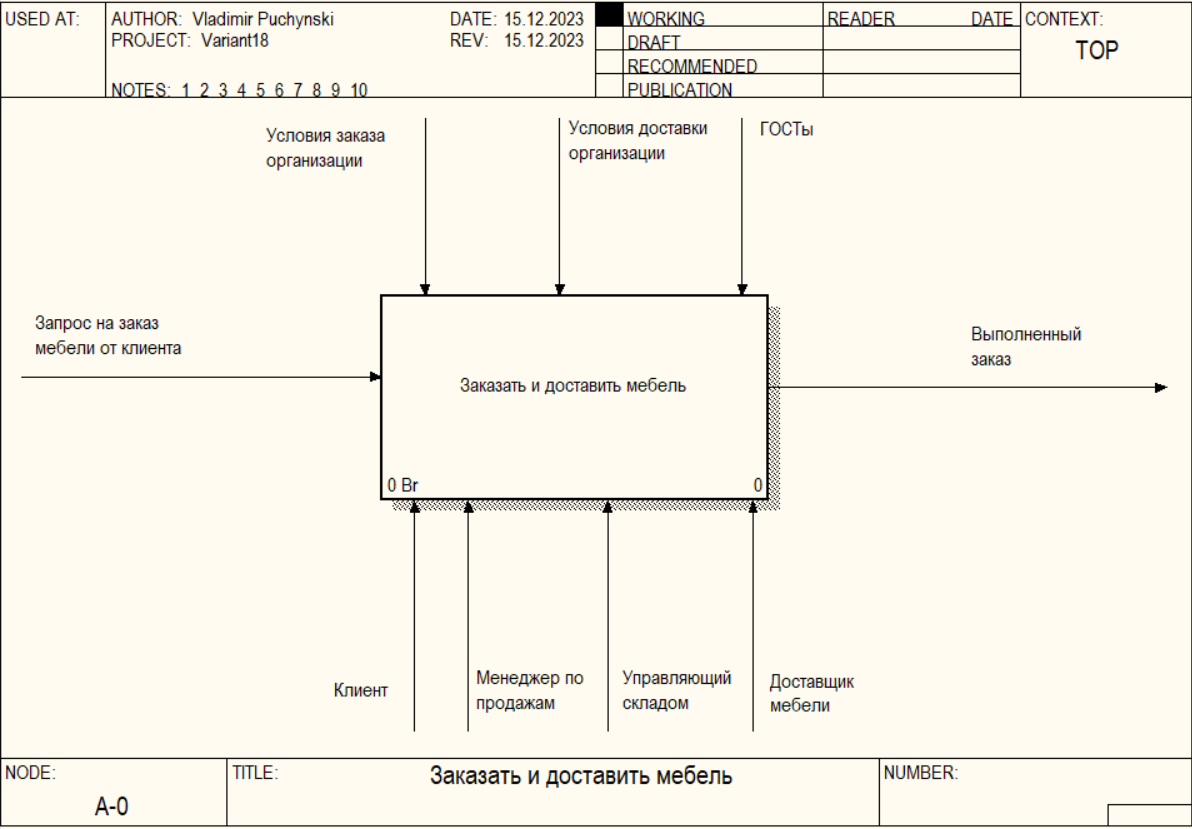 USED AT:
AUTHOR: Vladimir Puchynski
DATE: 15.12.2023
PROJECT: Variant18
REV: 15.12.2023
NOTES: 1 2 3 4 5 6 7 8 9 10
WORKING
DRAFT
RECOMMENDED
PUBLICATION
READER
DATE
CONTEXT:
TOP
Условия заказа
организации
Условия доставки
организации
ГОСТы
Запрос на заказ
мебели от клиента
Заказать и доставить мебель
0 Br
0
Выполненный
заказ
Клиент
Менеджер по
продажам
Управляющий
складом
Доставщик
мебели
NODE:
A-0
TITLE:
Заказать и доставить мебель
NUMBER: